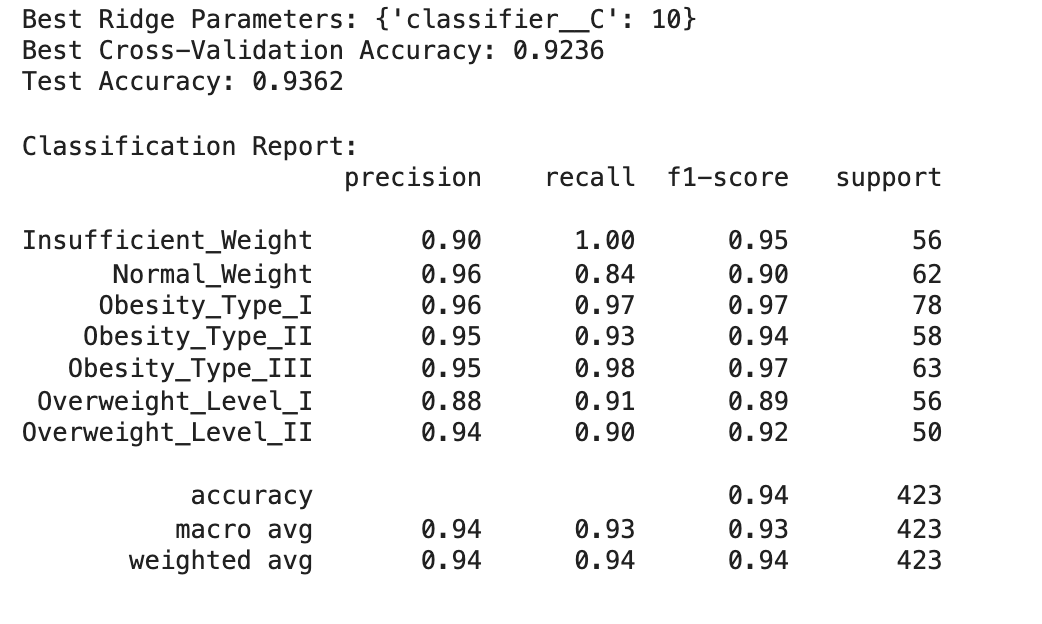 Best Ridge Parameters: {'classifier__C': 10}
Best Cross-Validation Accuracy: 0.9236
Test Accuracy: 0.9362

Classification Report:
                     precision    recall  f1-score   support

Insufficient_Weight       0.90      1.00      0.95        56
      Normal_Weight       0.96      0.84      0.90        62
     Obesity_Type_I       0.96      0.97      0.97        78
    Obesity_Type_II       0.95      0.93      0.94        58
   Obesity_Type_III       0.95      0.98      0.97        63
 Overweight_Level_I       0.88      0.91      0.89        56
Overweight_Level_II       0.94      0.90      0.92        50

           accuracy                           0.94       423
          macro avg       0.94      0.93      0.93       423
       weighted avg       0.94      0.94      0.94       423